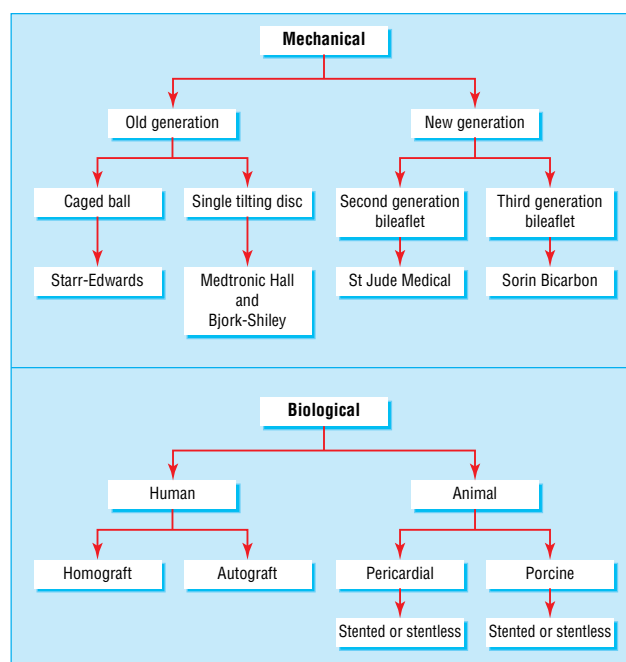 Mechanical
Old generation
New generation
Caged ball
Single tilting disc
Second generation
bileaflet
Third generation
bileaflet
Starr-Edwards
Medtronic Hall
and
Bjork-Shiley
St Jude Medical
Sorin Bicarbon
Biological
Human
Animal
Homograft
Autograft
Pericardial
Porcine
Stented or stentless
Stented or stentless